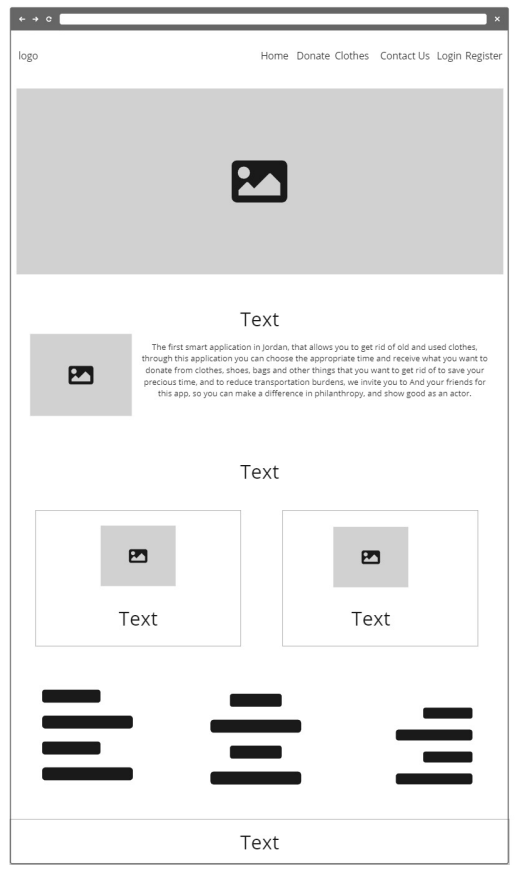 logo
Home Donate Clothes Contact Us Login Register
Text
The first smart application in Jordan, that allows you to get rid of old and used clothes,
through this application you can choose the appropriate time and receive what you want to
donate from clothes, shoes, bags and other things that you want to get rid of to save your
precious time, and to reduce transportation burdens, we invite you to And your friends for
this app, so you can make a difference in philanthropy, and show good as an actor.
Text
Text
Text
Text